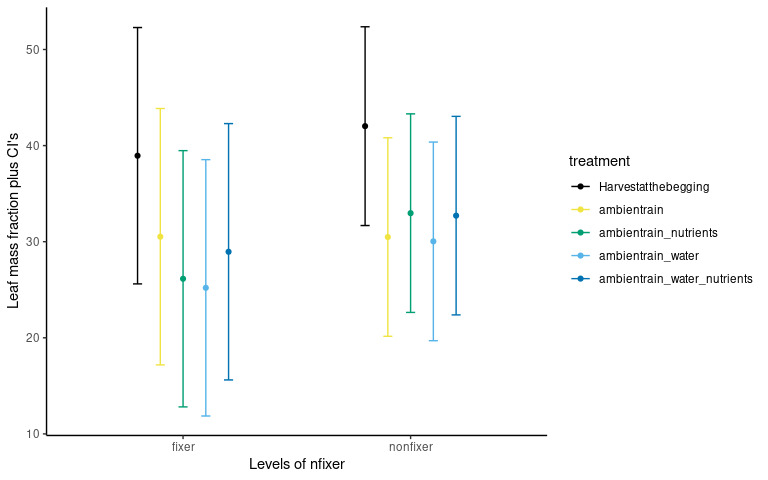 Leaf mass fraction plus CI's
50
40
30
20
10
fixer
nonfixer
Levels of nfixer
treatment
Harvestatthebegging
ambientrain
ambientrain_nutrients
ambientrain_water
ambientrain_water_nutrients